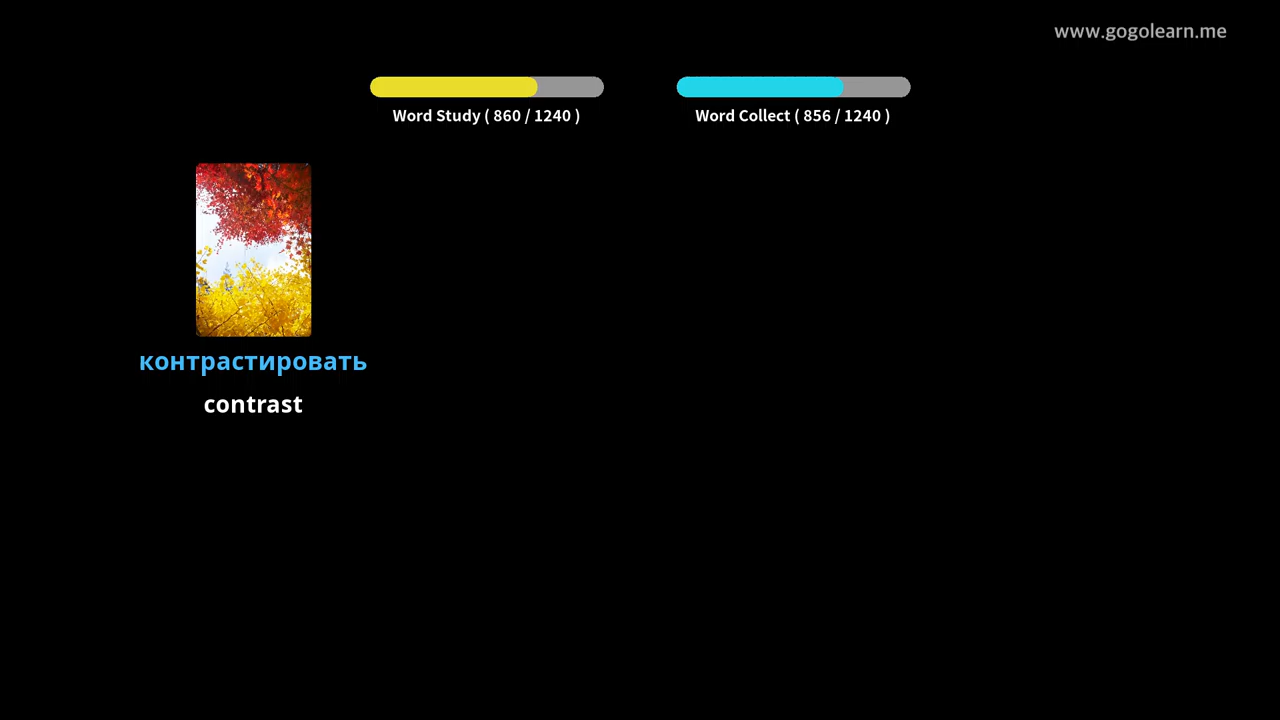 www.gogolearn.me
Word Study ( 860 / 1240 )
Word Collect ( 856 / 1240 )
контрастировать
contrast